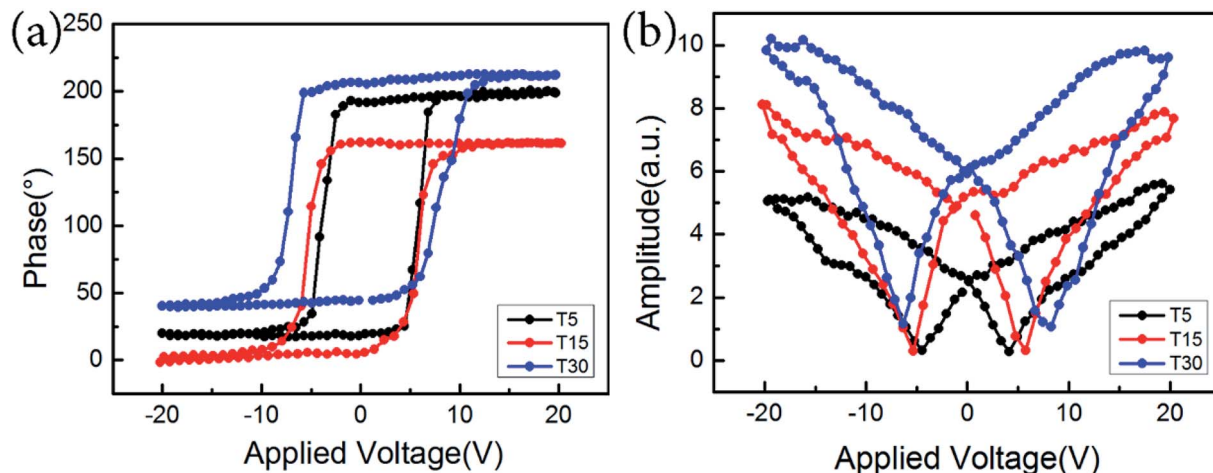 (a)
250
200
150
100
50
0
Phase(°)
-20 -10 0 10 20
Applied Voltage(V)
T5
T15
T30
(b)
10
8
6
4
2
0
Amplitude(a.u.)
-20 -10 0 10 20
Applied Voltage(V)
T5
T15
T30